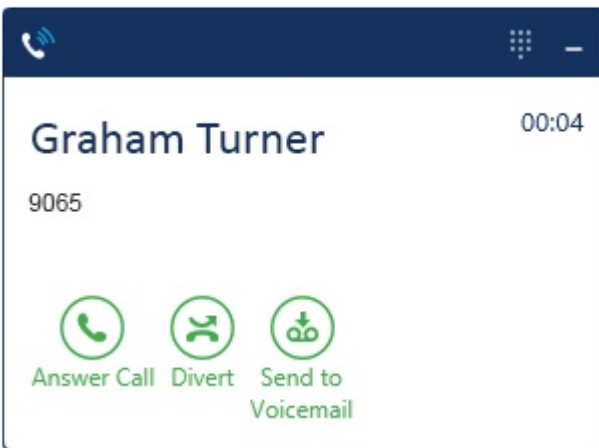 Graham Turner
00:04
9065
Answer Call
Divert
Send to
Voicemail